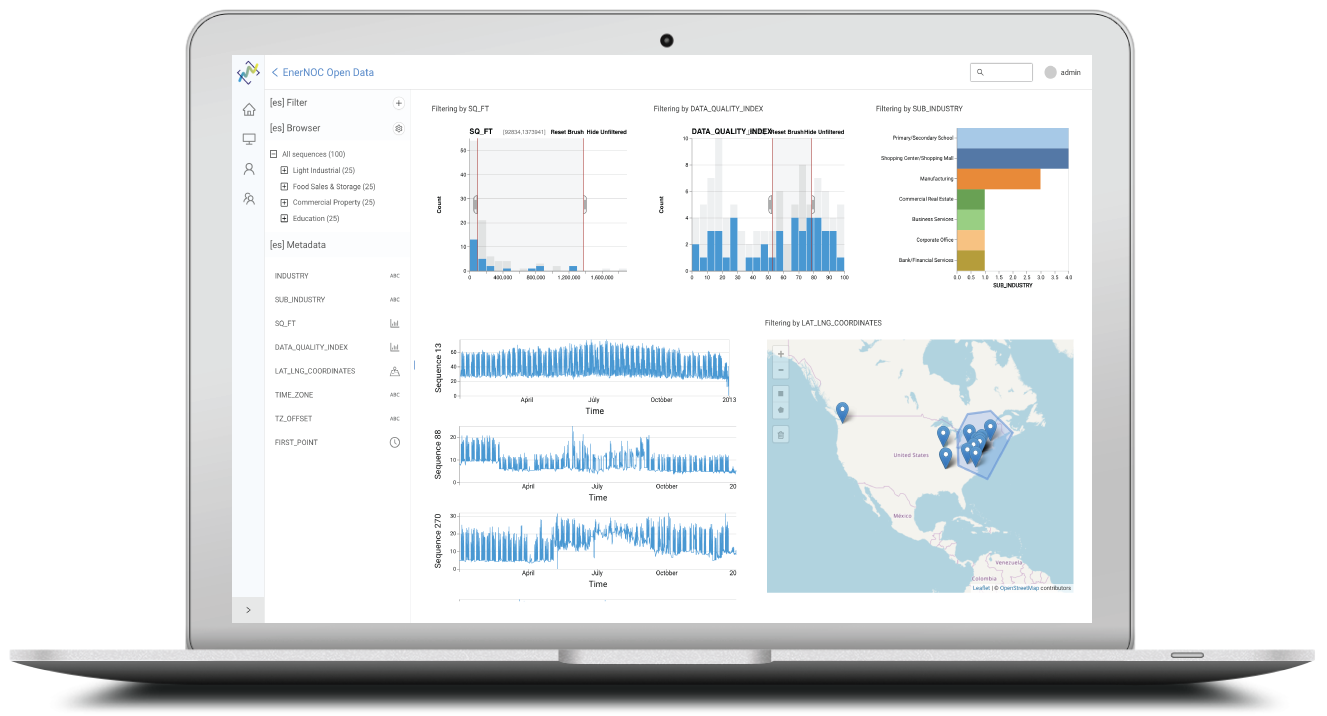 EnerNOC Open Data
admin
[es] Filter
[es] Browser
All sequences (100)
Light Industrial (25)
Food Sales & Storage (25)
Commercial Property (25)
Education (25)
[es] Metadata
INDUSTRY ABC
SUB_INDUSTRY ABC
SQ_FT
DATA_QUALITY_INDEX
LAT_LNG_COORDINATES
TIME_ZONE ABC
TZ_OFFSET ABC
FIRST_POINT
Filtering by SQ_FT
SQ_FT [92834,1373941] Reset Brush Hide Unfiltered
50
40
30
20
10
0
Count
0 400,000 800,000 1,200,000 1,600,000
Filtering by DATA_QUALITY_INDEX
DATA_QUALITY_INDEX Reset Brush Hide Unfiltered
10
8
6
4
2
0
Count
0 10 20 30 40 50 60 70 80 90 100
Filtering by SUB_INDUSTRY
Primary/Secondary School
Shopping Center/Shopping Mall
Manufacturing
Commercial Real Estate
Business Services
Corporate Office
Bank/Financial Services
0.0 0.5 1.0 1.5 2.0 2.5 3.0 3.5 4.0
SUB_INDUSTRY
Sequence 13
60
40
20
0
April July October 2013
Time
Sequence 88
20
10
0
April July October 20
Time
Sequence 270
30
20
10
0
April July October 20
Time
Filtering by LAT_LNG_COORDINATES
+
−
United States
México
Venezuela
Colombia
Leaflet | © OpenStreetMap contributors